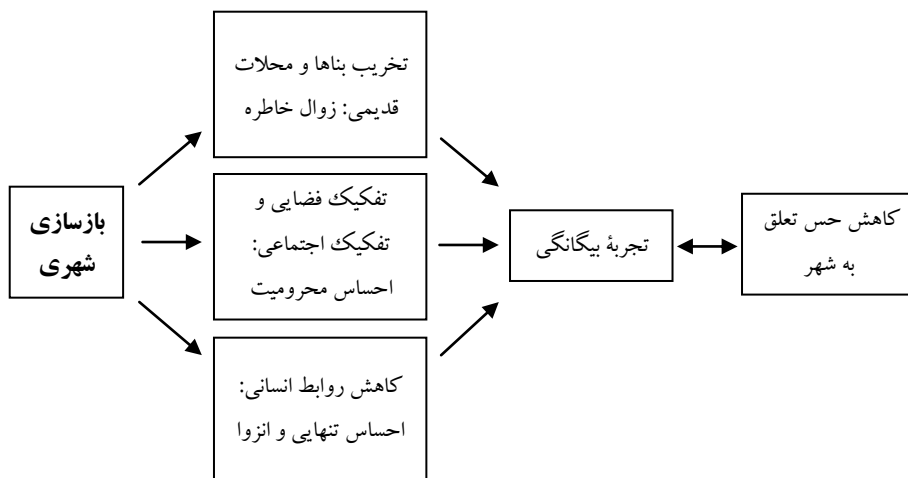 بازسازی
شهری
تخریب بناها و محلات
قدیمی: زوال خاطره
تفکیک فضایی و
تفکیک اجتماعی:
احساس محرومیت
کاهش روابط انسانی:
احساس تنهایی و انزوا
تجربۀ بیگانگی
کاهش حس تعلق
به شهر